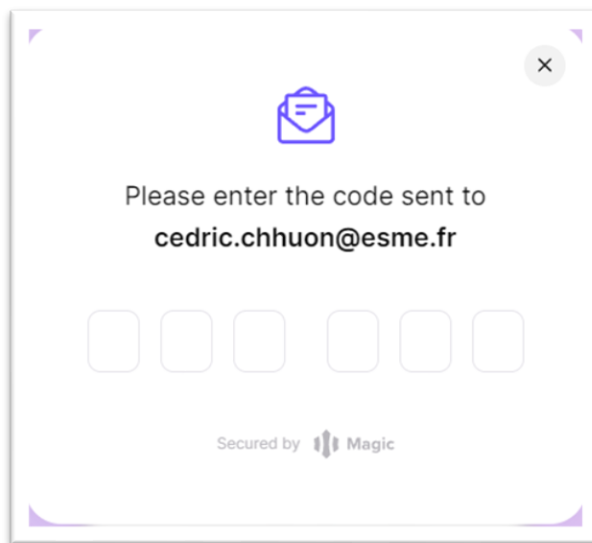 Please enter the code sent to
cedric.chhuon@esme.fr
Secured by Magic